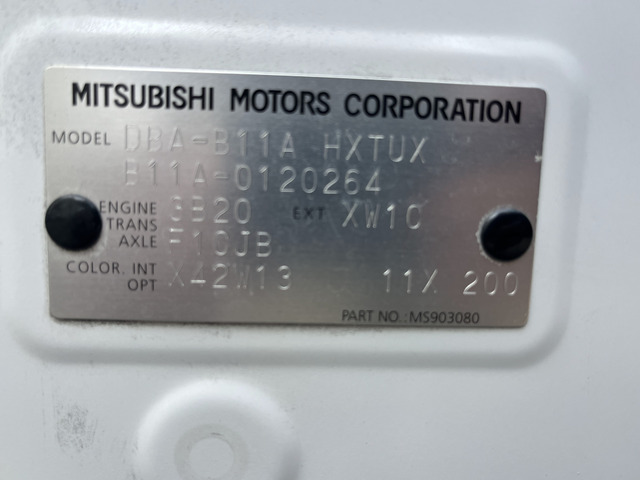 MITSUBISHI MOTORS CORPORATION
MODEL DBA-B11A HXTUX
B11A-0120264
ENGINE GB20 EXT XW10
TRANS AXLE F10JB
COLOR. INT OPT X42W13 11X 200
PART NO.: MS903080